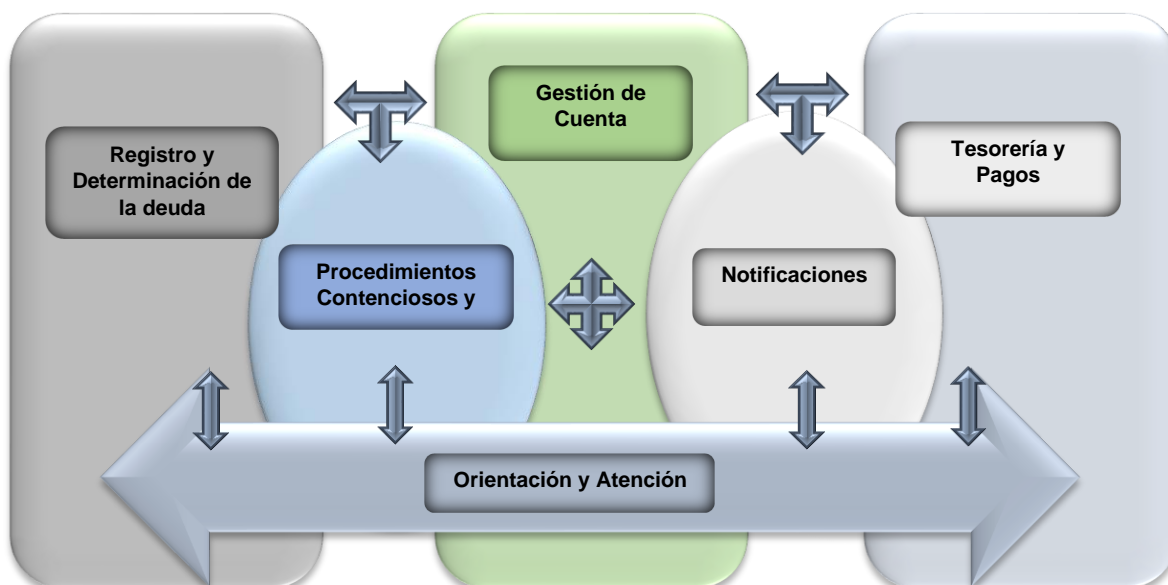 Gestión de
Cuenta
Registro y
Determinación de
la deuda
Tesorería y
Pagos
Procedimientos
Contenciosos y
Notificaciones
Orientación y Atención